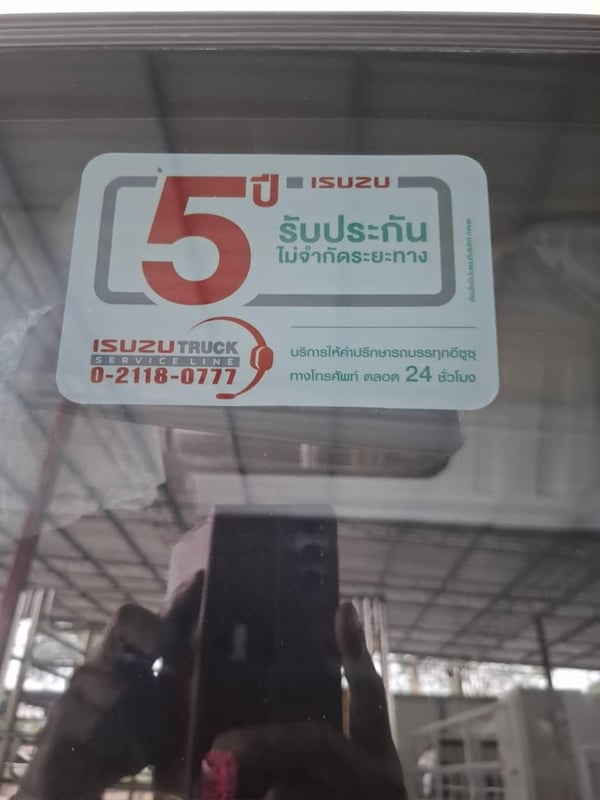 5 ปี ISUZU
รับประกัน
ไม่จำกัดระยะทาง
ISUZU TRUCK
SERVICE LINE
0-2118-0777
บริการให้คำปรึกษารถบรรทุกอีซูซุ
ทางโทรศัพท์ ตลอด 24 ชั่วโมง